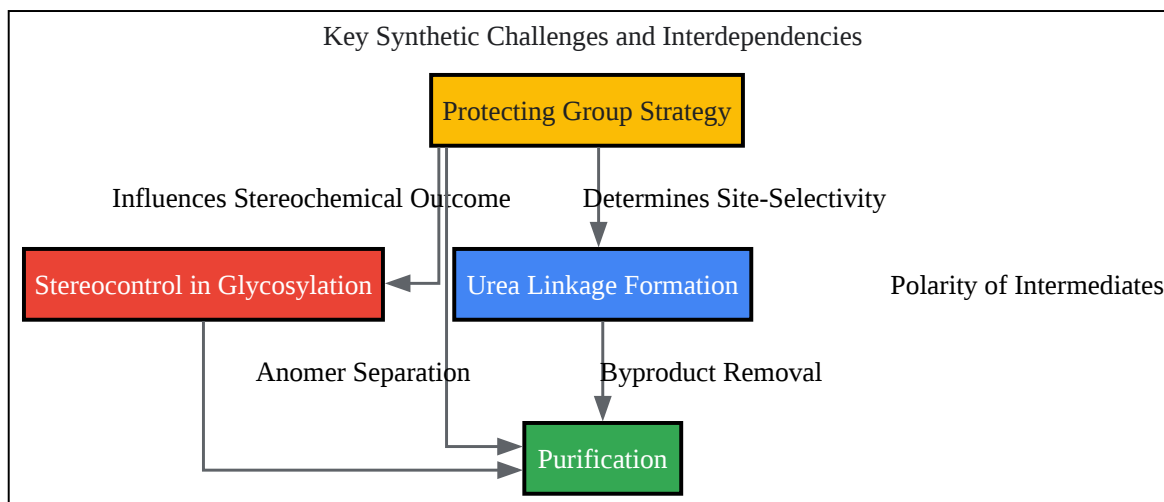 Key Synthetic Challenges and Interdependencies
Protecting Group Strategy
Influences Stereochemical Outcome
Determines Site-Selectivity
Stereocontrol in Glycosylation
Urea Linkage Formation
Polarity of Intermediates
Anomer Separation
Byproduct Removal
Purification